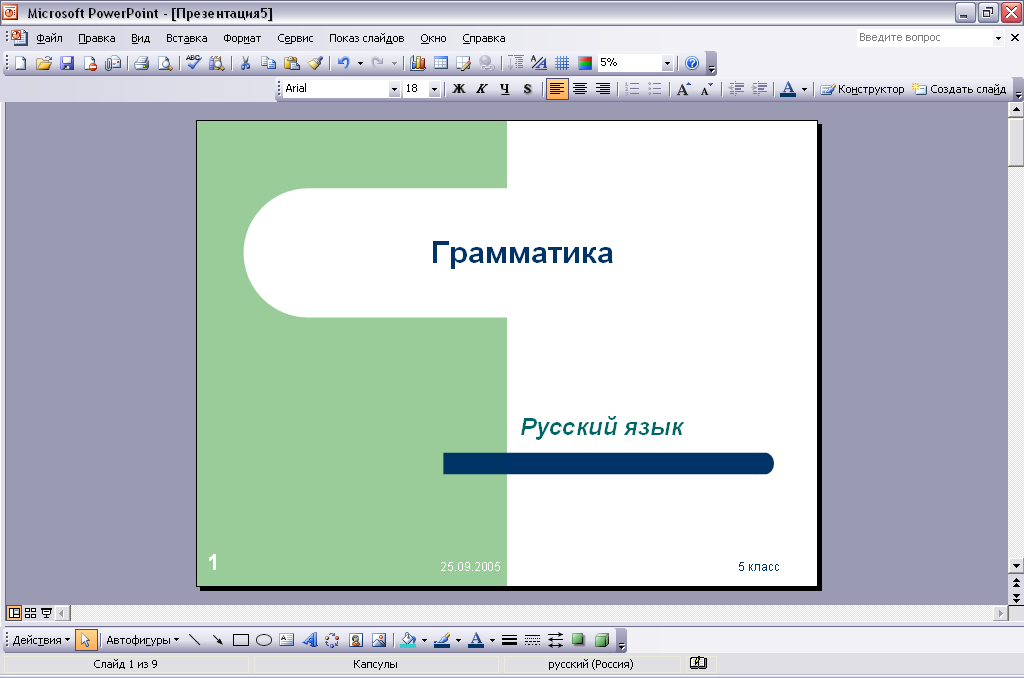 Microsoft PowerPoint - [Презентация5]
Файл Правка Вид Вставка Формат Сервис Показ слайдов Окно Справка Введите вопрос
5%
Arial 18 Ж К Ч S Конструктор Создать слайд
Грамматика
Русский язык
1 25.09.2005 5 класс
Действия Автофигуры
Слайд 1 из 9 Капсулы русский (Россия)